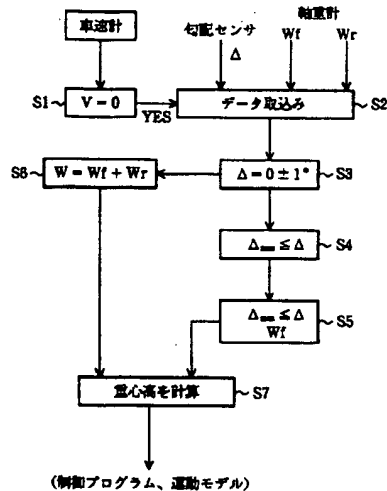 車速計
勾配センサ
Δ
軸重計
Wf
Wr
S1
V = 0
YES
データ取込み
S2
S6
W = Wf + Wr
Δ = 0 ± 1°
S3
≦ Δ
S4
≦ Δ
Wf
S5
重心高を計算
S7
(制御プログラム、運動モデル)